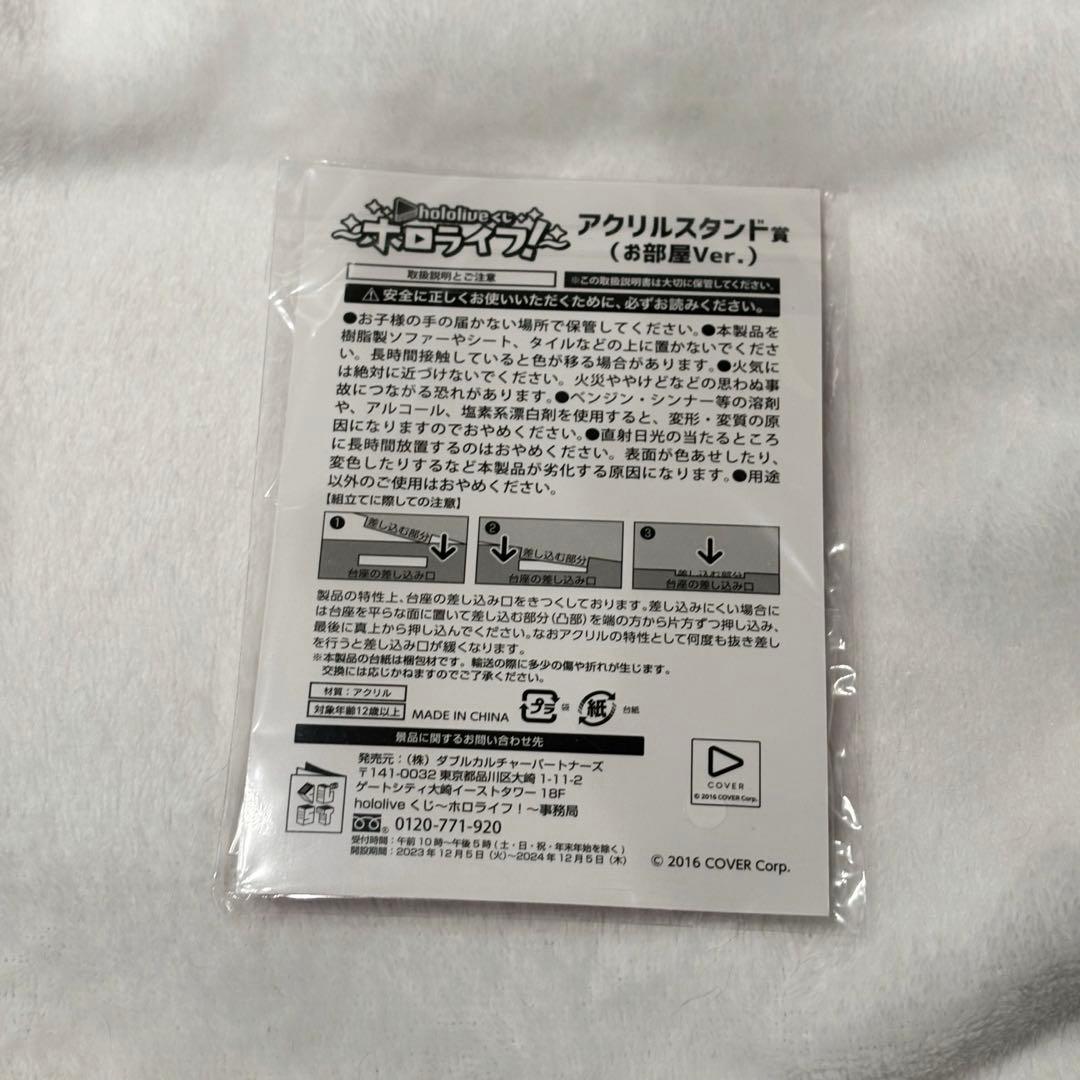 hololive くじ
～ホロライブ！～
アクリルスタンド賞
（お部屋Ver.）
取扱説明とご注意
※この取扱説明書は大切に保管してください。
⚠安全に正しくお使いいただくために、必ずお読みください。
●お子様の手の届かない場所で保管してください。●本製品を
樹脂製ソファーやシート、タイルなどの上に置かないでくださ
い。長時間接触していると色が移る場合があります。●火気に
は絶対に近づけないでください。火災ややけどなどの思わぬ事
故につながる恐れがあります。●ベンジン・シンナー等の溶剤
や、アルコール、塩素系漂白剤を使用すると、変形・変質の原
因になりますのでおやめください。●直射日光の当たるところ
に長時間放置するのはおやめください。表面が色あせしたり、
変色したりするなど本製品が劣化する原因になります。●用途
以外のご使用はおやめください。
【組立てに際しての注意】
❶ 差し込む部分
台座の差し込み口
❷ 差し込む部分
台座の差し込み口
❸ 差し込む部分
台座の差し込み口
製品の特性上、台座の差し込み口をきつくしております。差し込みにくい場合に
は台座を平らな面に置いて差し込む部分（凸部）を端の方から片方ずつ押し込み、
最後に真上から押し込んでください。なおアクリルの特性として何度も抜き差し
を行うと差し込み口が緩くなります。
※本製品の台紙は梱包材です。輸送の際に多少の傷や折れが生じます。
交換には応じかねますのでご了承ください。
材質：アクリル
対象年齢12歳以上
MADE IN CHINA
プラ 袋
紙 台紙
景品に関するお問い合わせ先
発売元：（株）ダブルカルチャーパートナーズ
〒141-0032 東京都品川区大崎 1-11-2
ゲートシティ大崎イーストタワー 18F
hololive くじ～ホロライブ！～事務局
0120-771-920
受付時間：午前10時～午後5時（土・日・祝・年末年始を除く）
開設期間：2023年12月5日（火）～2024年12月5日（木）
COVER
© 2016 COVER Corp.
© 2016 COVER Corp.